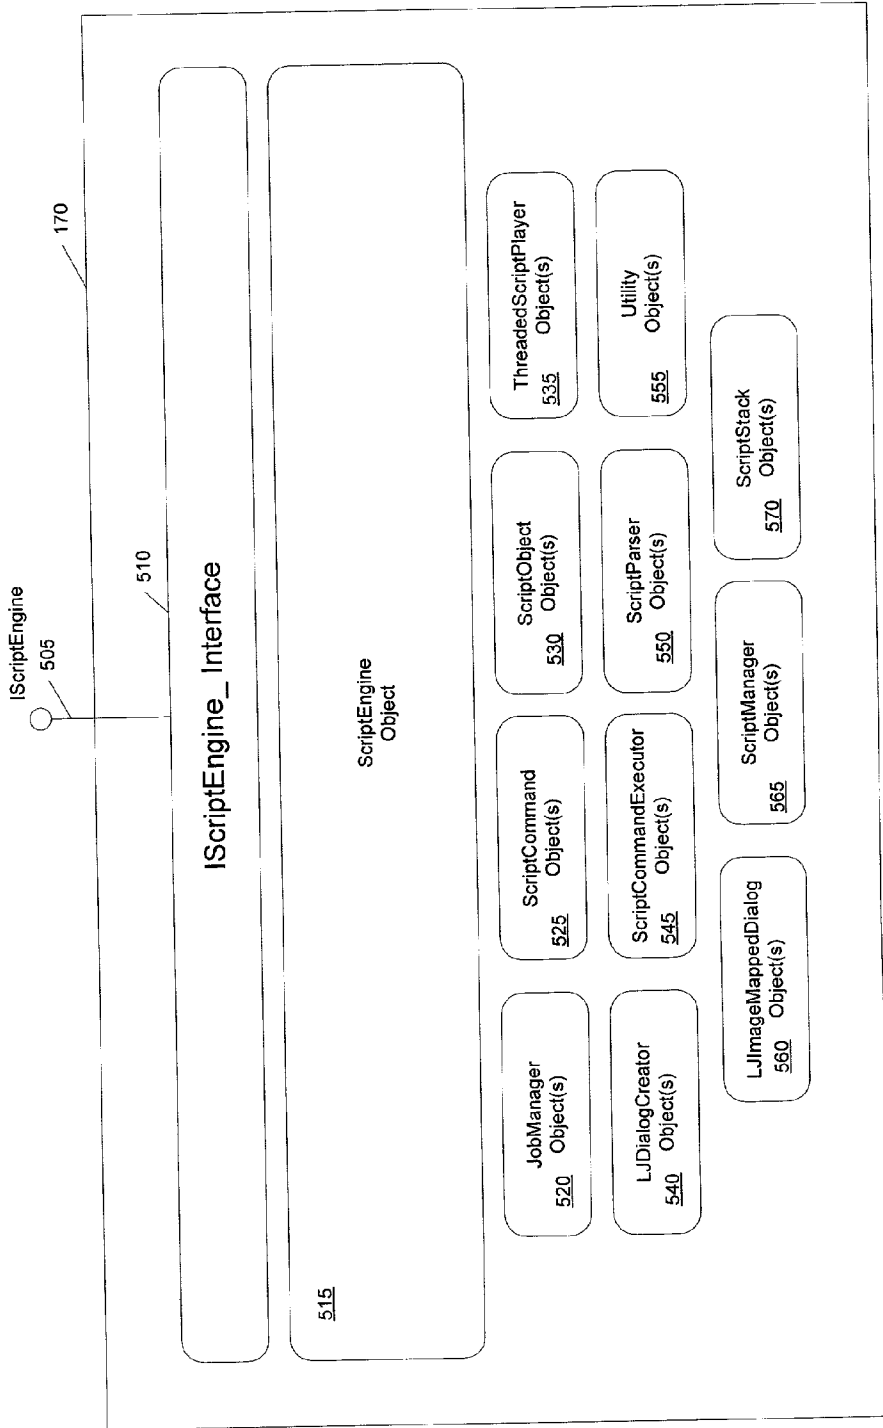 IScriptEngine
505
510
170
IScriptEngine_ Interface
ScriptEngine
Object
515
JobManager
Object(s)
520
ScriptCommand
Object(s)
525
ScriptObject
Object(s)
530
ThreadedScriptPlayer
Object(s)
535
LJDialogCreator
Object(s)
540
ScriptCommandExecutor
Object(s)
545
ScriptParser
Object(s)
550
Utility
Object(s)
555
LJImageMappedDialog
Object(s)
560
ScriptManager
Object(s)
565
ScriptStack
Object(s)
570